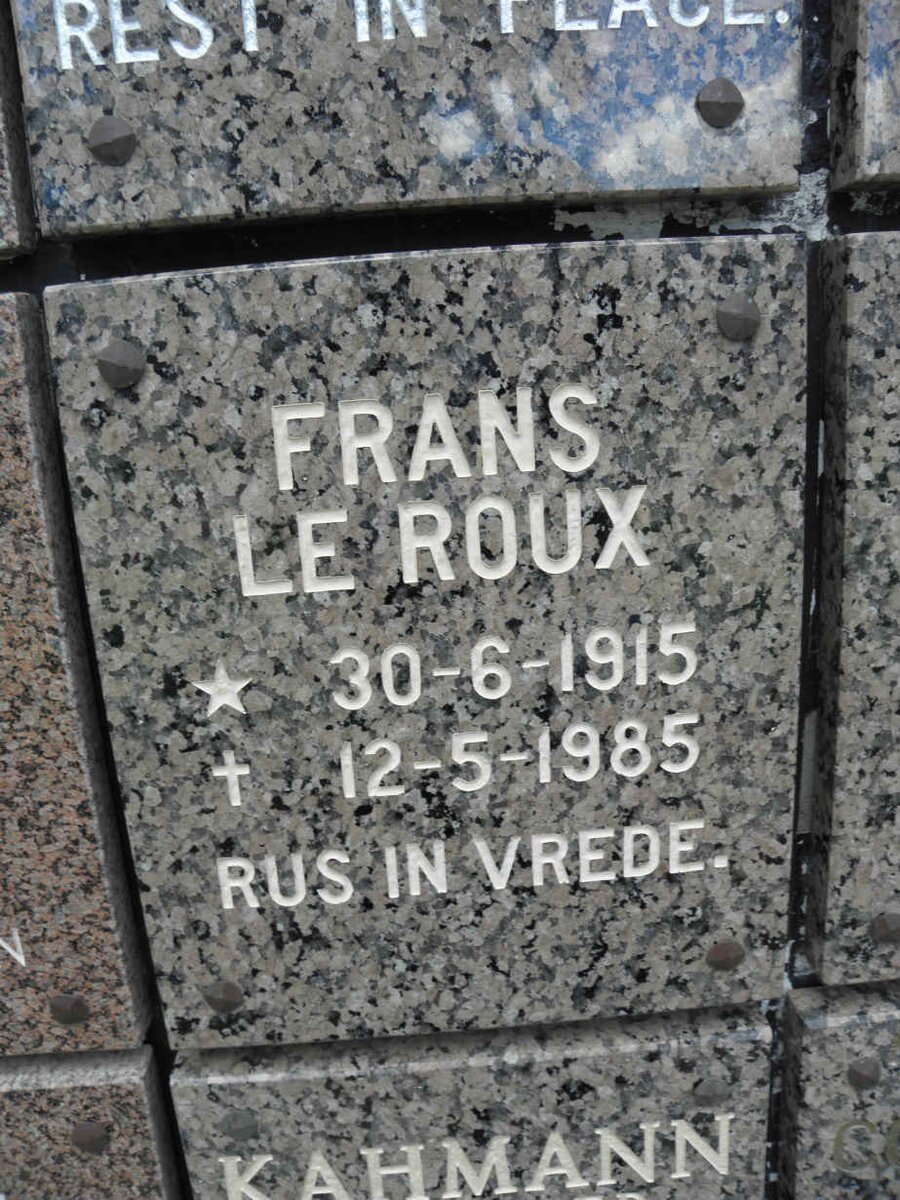 REST IN PEACE.
FRANS
LE ROUX
★ 30-6-1915
✝ 12-5-1985
RUS IN VREDE.
KAHMANN